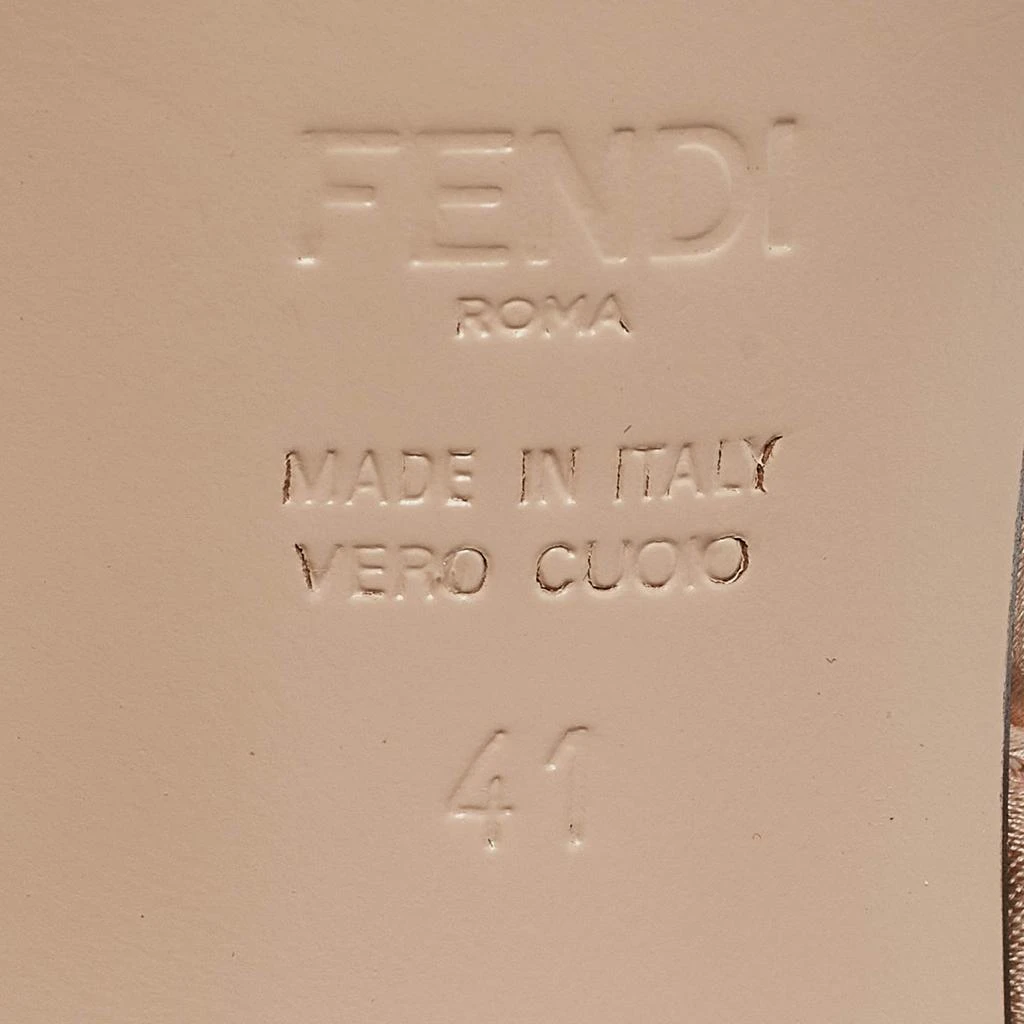 FENDI
ROMA
MADE IN ITALY
VERO CUOIO
41